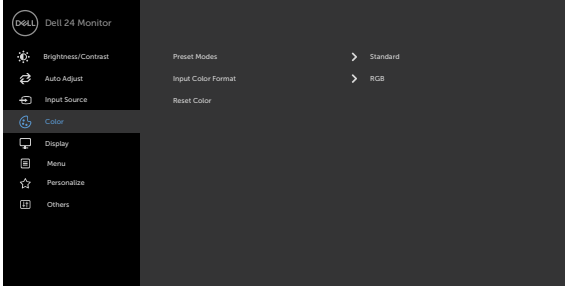 DELL Dell 24 Monitor
Brightness/Contrast
Auto Adjust
Input Source
Color
Display
Menu
Personalize
Others
Preset Modes Standard
Input Color Format RGB
Reset Color